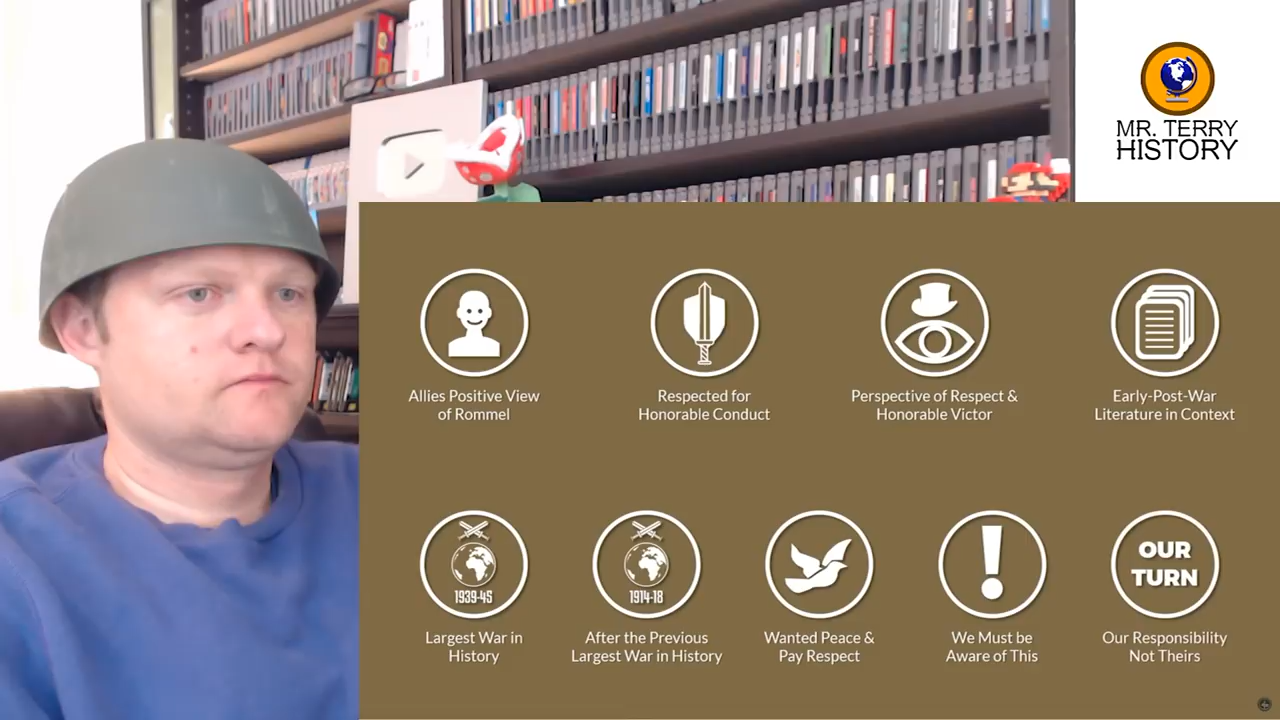 MR. TERRY
HISTORY
Allies Positive View
of Rommel
Respected for
Honorable Conduct
Perspective of Respect &
Honorable Victor
Early-Post-War
Literature in Context
1939-45
Largest War in
History
1914-18
After the Previous
Largest War in History
Wanted Peace &
Pay Respect
We Must be
Aware of This
OUR
TURN
Our Responsibility
Not Theirs